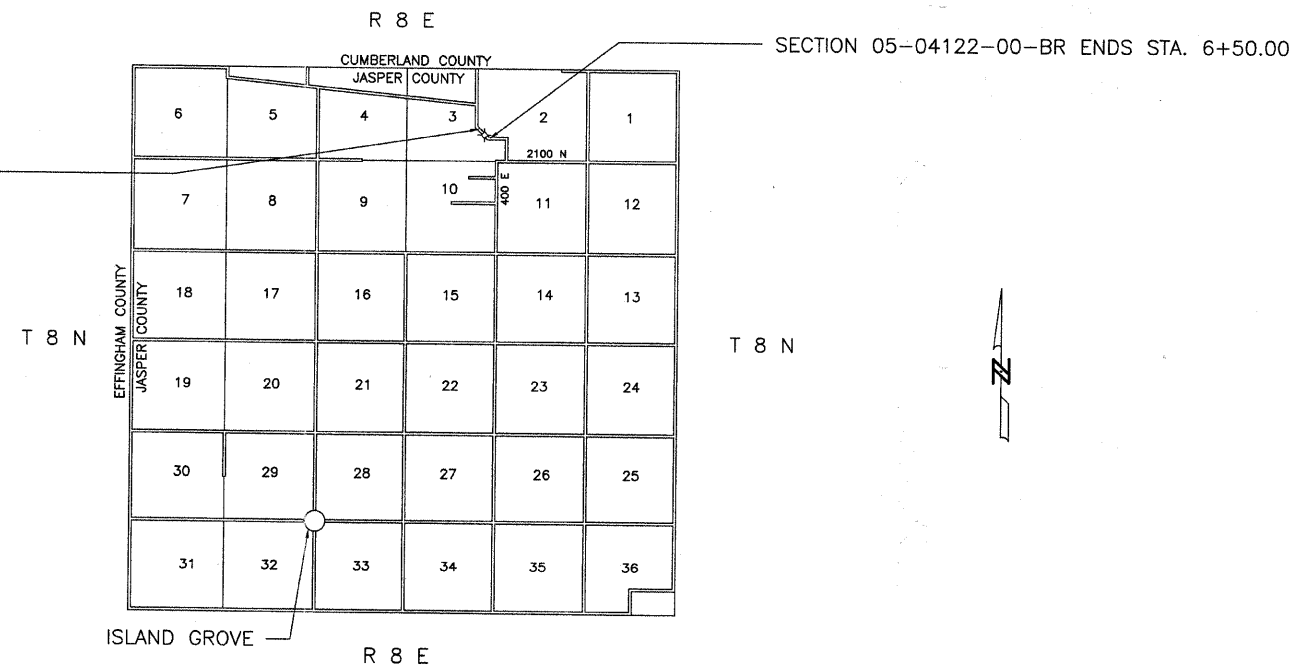 R 8 E
SECTION 05-04122-00-BR ENDS STA. 6+50.00
CUMBERLAND COUNTY
JASPER COUNTY
6 5 4 3 2 1
2100 N
400 E
7 8 9 10 11 12
EFFINGHAM COUNTY
JASPER COUNTY
18 17 16 15 14 13
T 8 N
T 8 N
N
19 20 21 22 23 24
30 29 28 27 26 25
31 32 33 34 35 36
ISLAND GROVE
R 8 E